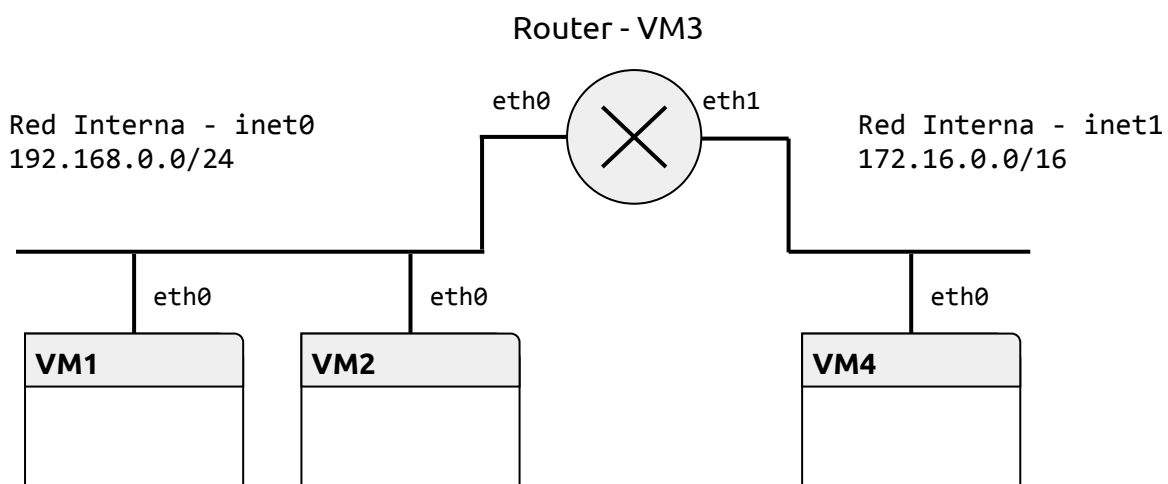 Router - VM3
eth0
eth1
Red Interna - inet0
192.168.0.0/24
Red Interna - inet1
172.16.0.0/16
eth0
eth0
eth0
VM1
VM2
VM4